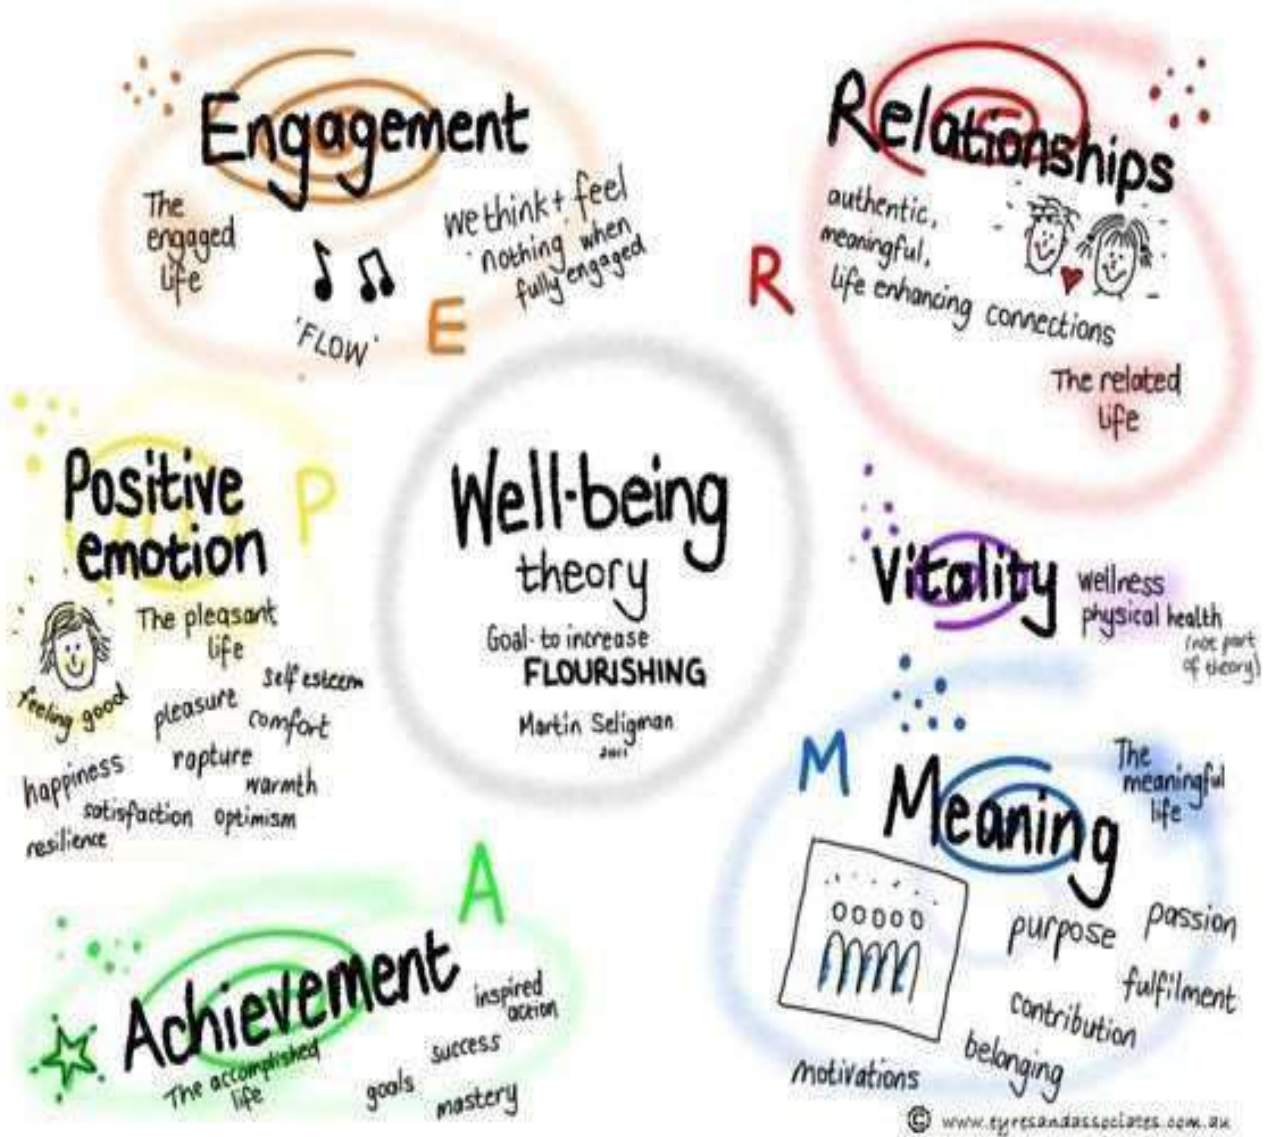 Engagement
The
engaged
life
'FLOW'
we think + feel
nothing when
fully engaged
E
Relationships
authentic,
meaningful,
life enhancing connections
The related
life
R
Positive
emotion
P
The pleasant
life
feeling good
self esteem
pleasure
comfort
happiness
rapture
warmth
satisfaction
optimism
resilience
Well-being
theory
Goal - to increase
FLOURISHING
Martin Seligman
2011
Vitality
wellness
physical health
(not part
of theory)
M
Meaning
The
meaningful
life
purpose
passion
fulfilment
contribution
belonging
motivations
A
Achievement
The accomplished
life
inspired
action
success
goals
mastery
© www.eyresandassociates.com.au